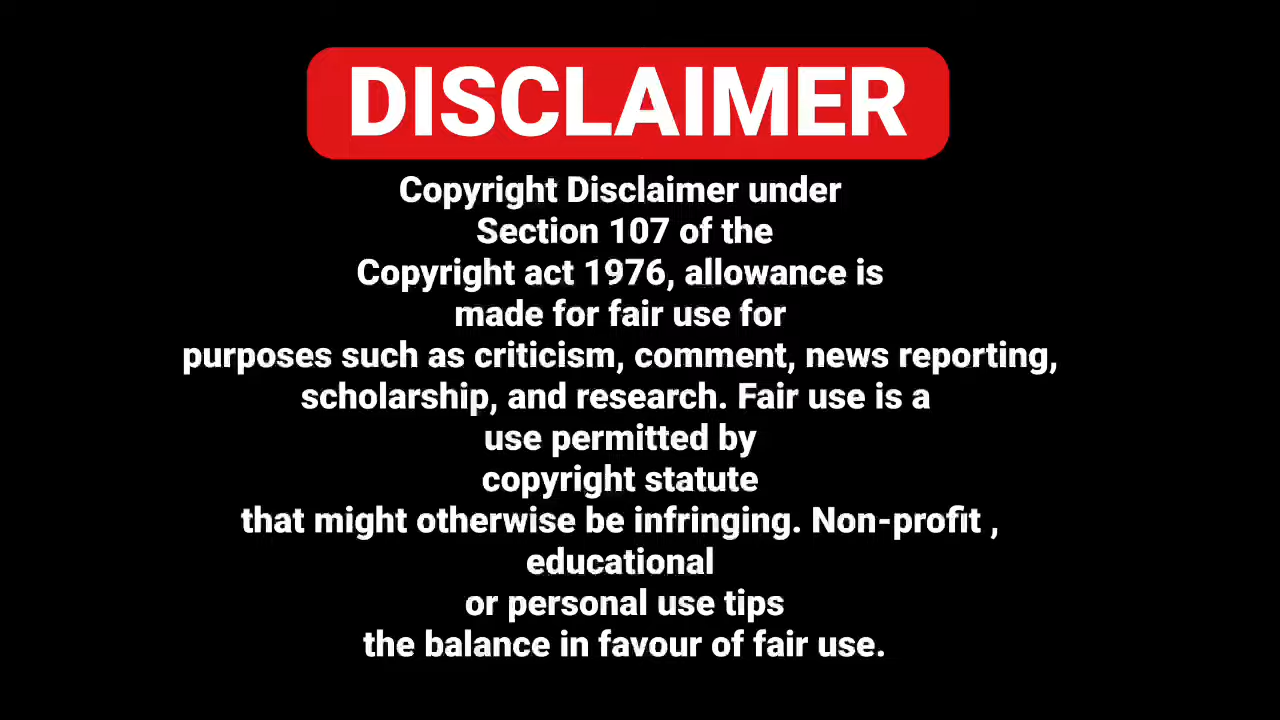 DISCLAIMER
Copyright Disclaimer under
Section 107 of the
Copyright act 1976, allowance is
made for fair use for
purposes such as criticism, comment, news reporting,
scholarship, and research. Fair use is a
use permitted by
copyright statute
that might otherwise be infringing. Non-profit ,
educational
or personal use tips
the balance in favour of fair use.